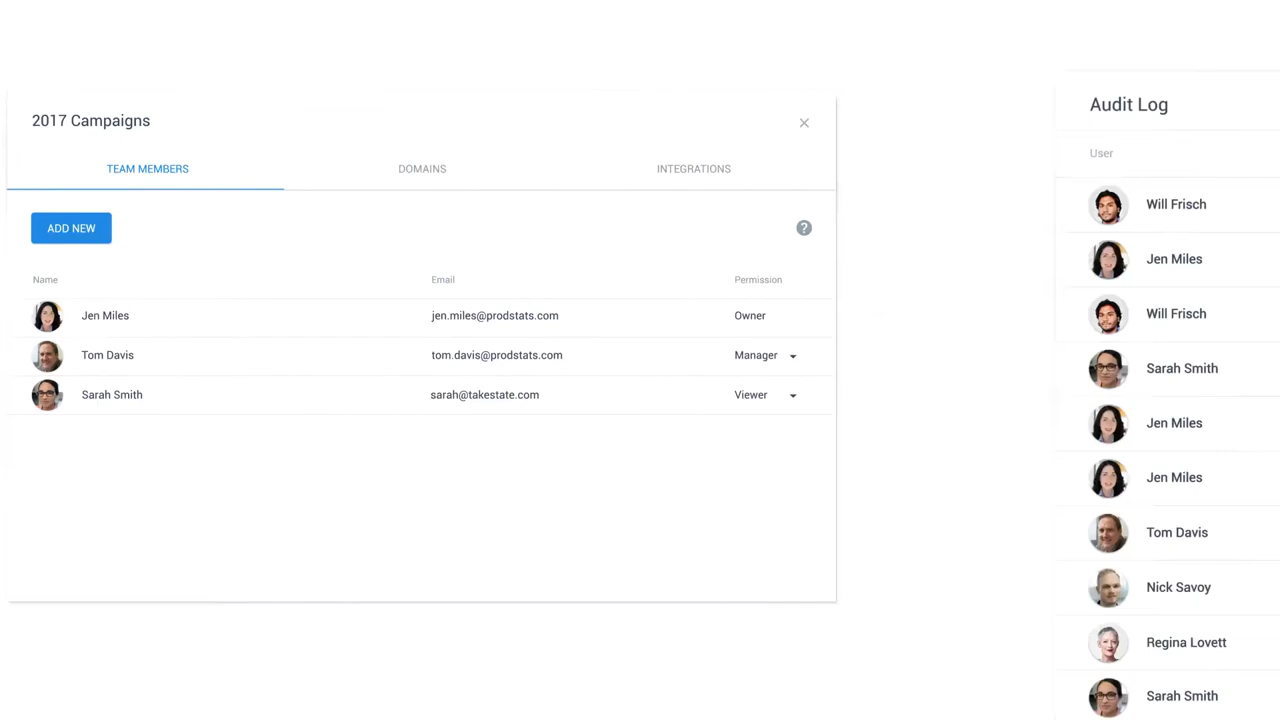 2017 Campaigns
TEAM MEMBERS DOMAINS INTEGRATIONS
ADD NEW
?
Name Email Permission
Jen Miles jen.miles@prodstats.com Owner
Tom Davis tom.davis@prodstats.com Manager
Sarah Smith sarah@takestate.com Viewer
Audit Log
User
Will Frisch
Jen Miles
Will Frisch
Sarah Smith
Jen Miles
Jen Miles
Tom Davis
Nick Savoy
Regina Lovett
Sarah Smith